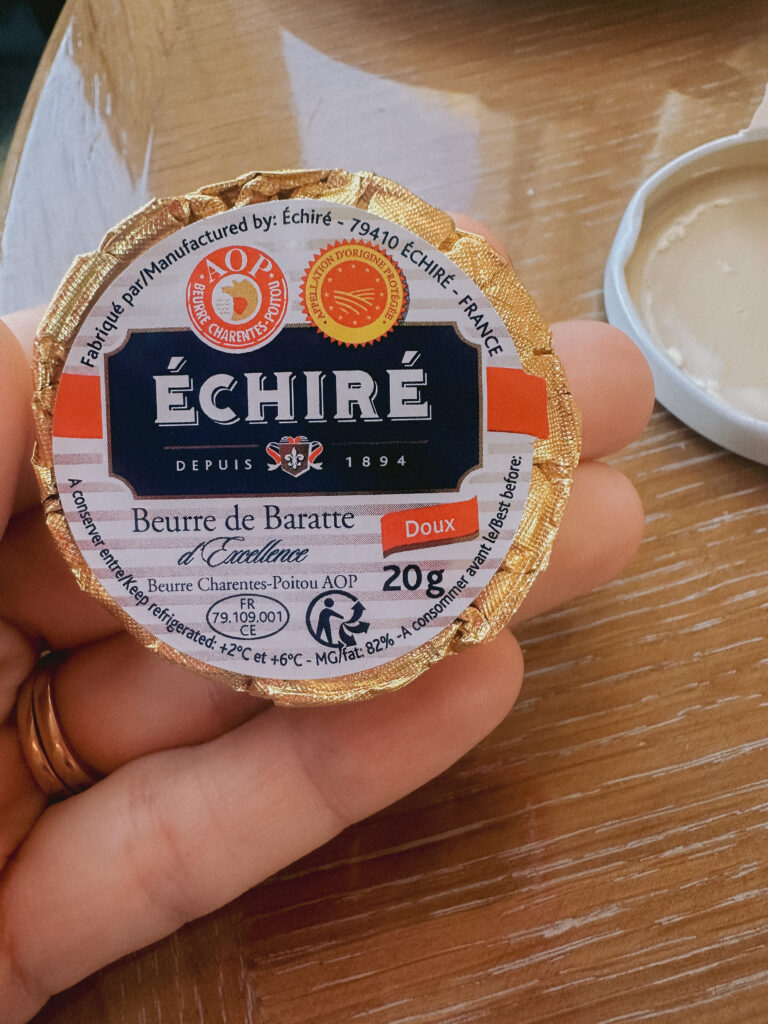 Fabriqué par/Manufactured by: Échiré - 79410 ÉCHIRÉ - FRANCE
AOP
BEURRE CHARENTES-POITOU
APPELLATION D'ORIGINE PROTÉGÉE
ÉCHIRÉ
DEPUIS 1894
Beurre de Baratte
d'Excellence
Doux
Beurre Charentes-Poitou AOP
20g
FR
79.109.001
CE
A conserver entre/Keep refrigerated: +2°C et +6°C - MG/fat: 82% -A consommer avant le/Best before: